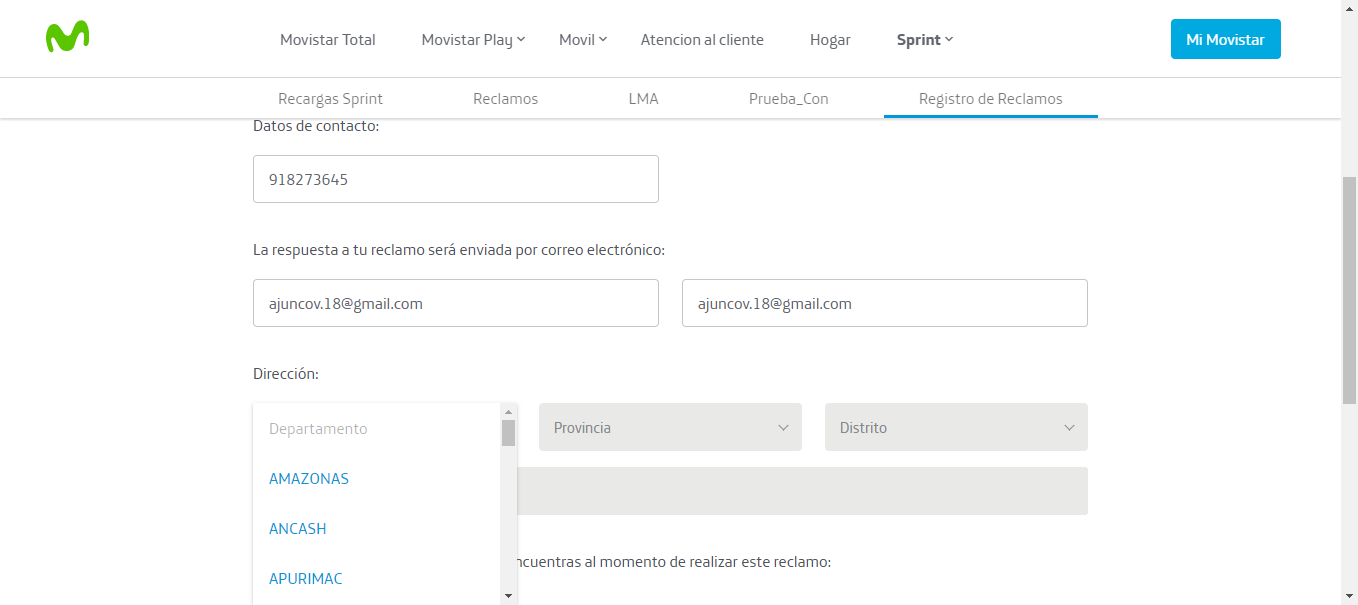 Movistar Total Movistar Play Movil Atencion al cliente Hogar Sprint Mi Movistar
Recargas Sprint Reclamos LMA Prueba_Con Registro de Reclamos
Datos de contacto:
918273645
La respuesta a tu reclamo será enviada por correo electrónico:
ajuncov.18@gmail.com ajuncov.18@gmail.com
Dirección:
Departamento Provincia Distrito
AMAZONAS
ANCASH
ncuentras al momento de realizar este reclamo:
APURIMAC